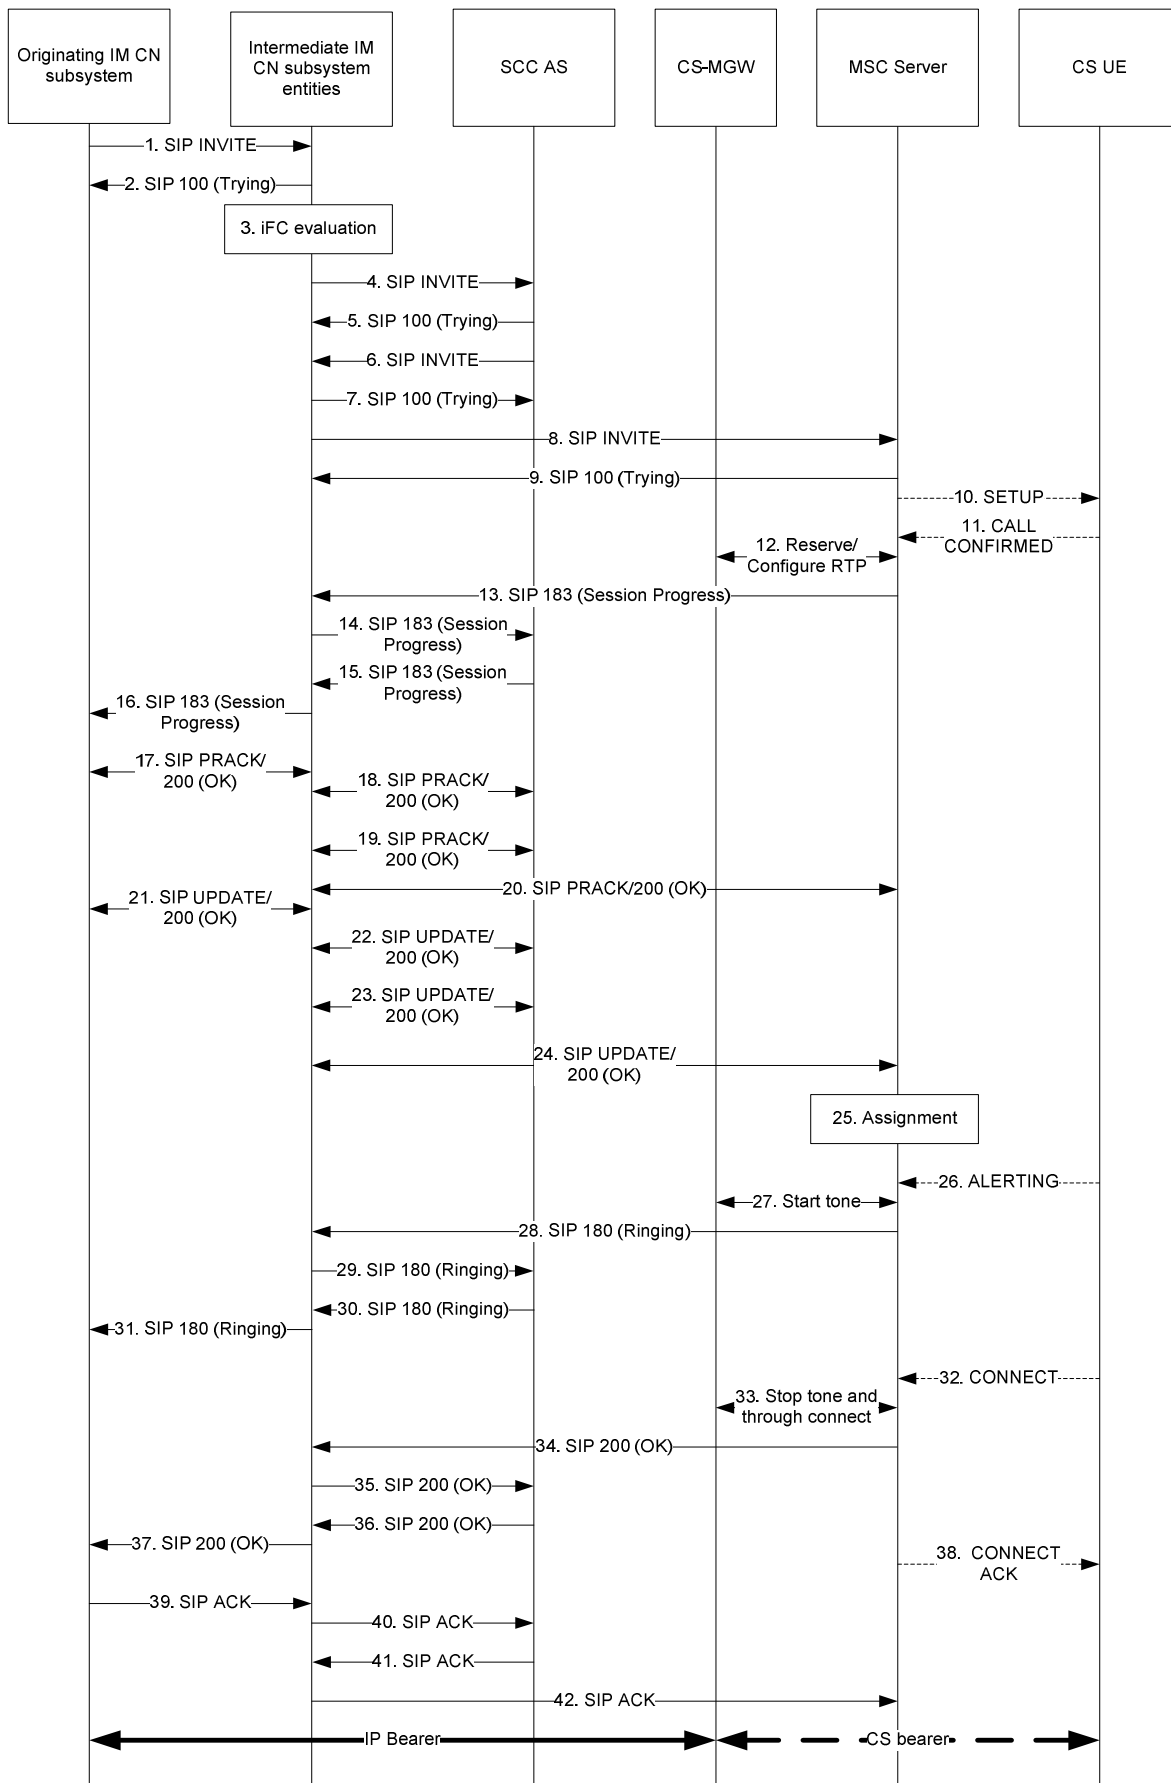 Originating IM CN
subsystem
Intermediate IM
CN subsystem
entities
SCC AS
CS-MGW
MSC Server
CS UE
1. SIP INVITE
2. SIP 100 (Trying)
3. iFC evaluation
4. SIP INVITE
5. SIP 100 (Trying)
6. SIP INVITE
7. SIP 100 (Trying)
8. SIP INVITE
9. SIP 100 (Trying)
10. SETUP
11. CALL
CONFIRMED
12. Reserve/
Configure RTP
13. SIP 183 (Session Progress)
14. SIP 183 (Session
Progress)
15. SIP 183 (Session
Progress)
16. SIP 183 (Session
Progress)
17. SIP PRACK/
200 (OK)
18. SIP PRACK/
200 (OK)
19. SIP PRACK/
200 (OK)
20. SIP PRACK/200 (OK)
21. SIP UPDATE/
200 (OK)
22. SIP UPDATE/
200 (OK)
23. SIP UPDATE/
200 (OK)
24. SIP UPDATE/
200 (OK)
25. Assignment
26. ALERTING
27. Start tone
28. SIP 180 (Ringing)
29. SIP 180 (Ringing)
30. SIP 180 (Ringing)
31. SIP 180 (Ringing)
32. CONNECT
33. Stop tone and
through connect
34. SIP 200 (OK)
35. SIP 200 (OK)
36. SIP 200 (OK)
37. SIP 200 (OK)
38. CONNECT
ACK
39. SIP ACK
40. SIP ACK
41. SIP ACK
42. SIP ACK
IP Bearer
CS bearer